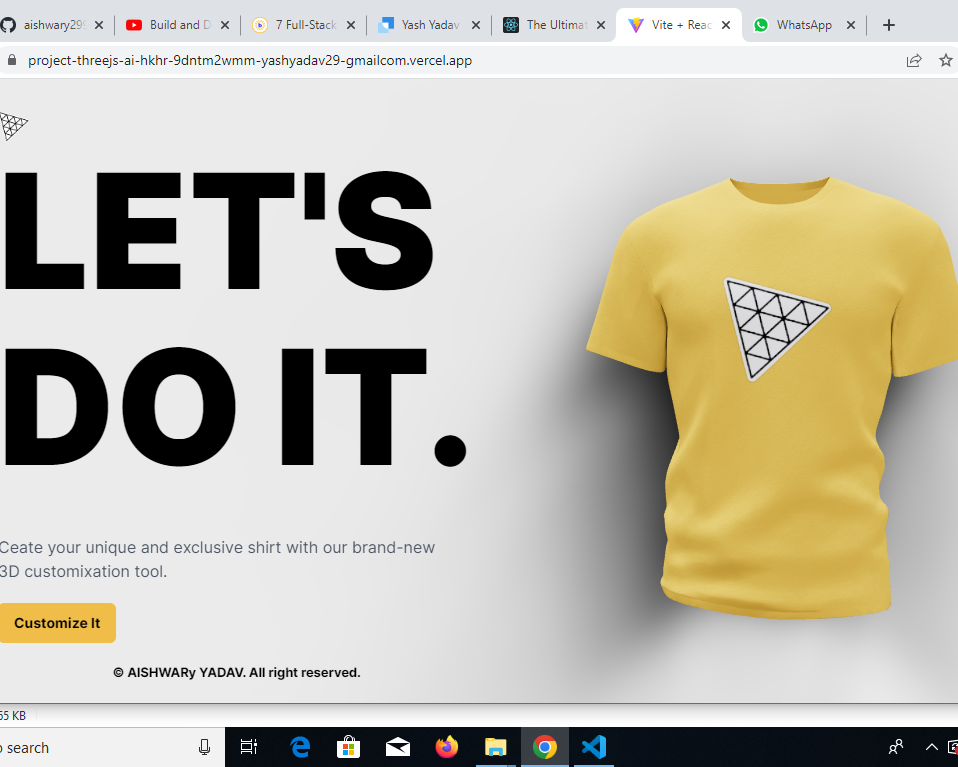 aishwary299
Build and D
7 Full-Stack
Yash Yadav
The Ultimat
Vite + Reac
WhatsApp
project-threejs-ai-hkhr-9dntm2wmm-yashyadav29-gmailcom.vercel.app
LET'S
DO IT.
Ceate your unique and exclusive shirt with our brand-new
3D customixation tool.
Customize It
© AISHWARy YADAV. All right reserved.
55 KB
o search